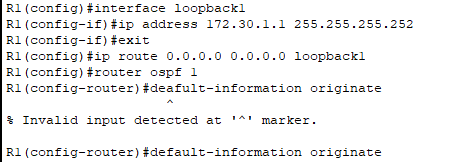 R1(config)#interface loopback1
R1(config-if)#ip address 172.30.1.1 255.255.255.252
R1(config-if)#exit
R1(config)#ip route 0.0.0.0 0.0.0.0 loopback1
R1(config)#router ospf 1
R1(config-router)#deafult-information originate
^
% Invalid input detected at '^' marker.
R1(config-router)#default-information originate